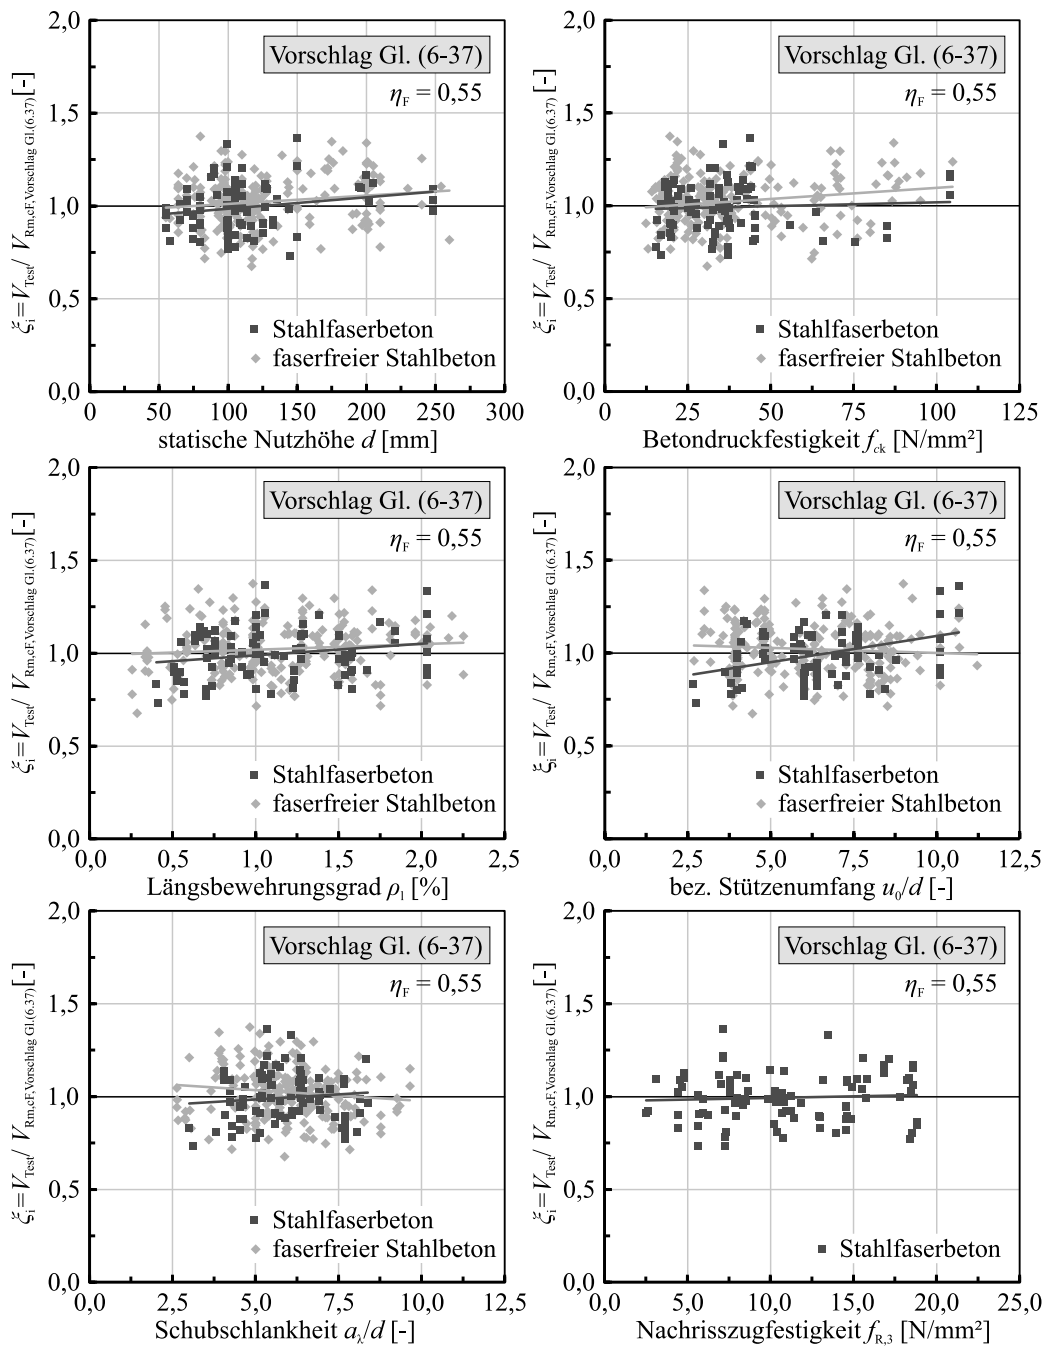 2,0
1,5
1,0
0,5
0,0
ξi=VTest/ VRm,cF,Vorschlag Gl.(6.37) [-]
Vorschlag Gl. (6-37)
ηF = 0,55
Stahlfaserbeton
faserfreier Stahlbeton
0 50 100 150 200 250 300
statische Nutzhöhe d [mm]
2,0
1,5
1,0
0,5
0,0
ξi=VTest/ VRm,cF,Vorschlag Gl.(6.37) [-]
Vorschlag Gl. (6-37)
ηF = 0,55
Stahlfaserbeton
faserfreier Stahlbeton
0 25 50 75 100 125
Betondruckfestigkeit fck [N/mm²]
2,0
1,5
1,0
0,5
0,0
ξi=VTest/ VRm,cF,Vorschlag Gl.(6.37) [-]
Vorschlag Gl. (6-37)
ηF = 0,55
Stahlfaserbeton
faserfreier Stahlbeton
0,0 0,5 1,0 1,5 2,0 2,5
Längsbewehrungsgrad ρl [%]
2,0
1,5
1,0
0,5
0,0
ξi=VTest/ VRm,cF,Vorschlag Gl.(6.37) [-]
Vorschlag Gl. (6-37)
ηF = 0,55
Stahlfaserbeton
faserfreier Stahlbeton
0,0 2,5 5,0 7,5 10,0 12,5
bez. Stützenumfang u0/d [-]
2,0
1,5
1,0
0,5
0,0
ξi=VTest/ VRm,cF,Vorschlag Gl.(6.37) [-]
Vorschlag Gl. (6-37)
ηF = 0,55
Stahlfaserbeton
faserfreier Stahlbeton
0,0 2,5 5,0 7,5 10,0 12,5
Schubschlankheit aλ/d [-]
2,0
1,5
1,0
0,5
0,0
ξi=VTest/ VRm,cF,Vorschlag Gl.(6.37) [-]
Vorschlag Gl. (6-37)
ηF = 0,55
Stahlfaserbeton
0,0 5,0 10,0 15,0 20,0 25,0
Nachrisszugfestigkeit fR,3 [N/mm²]